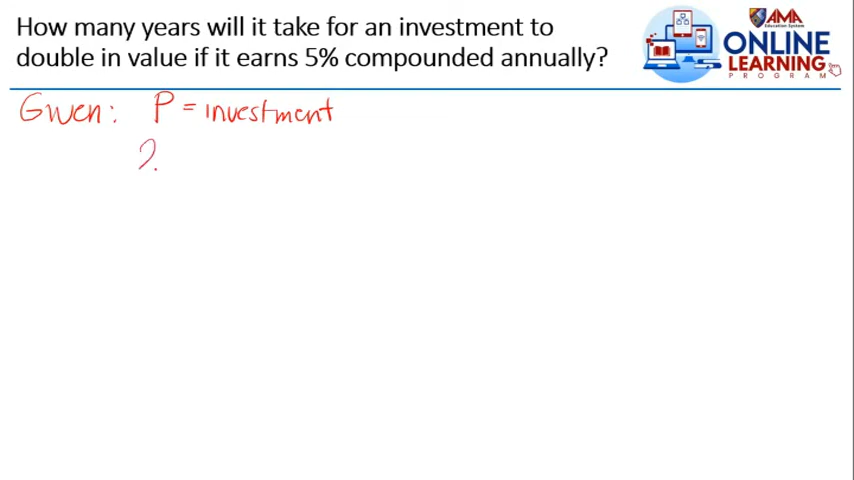 How many years will it take for an investment to
double in value if it earns 5% compounded annually?
AMA
Education System
ONLINE
LEARNING
PROGRAM
Given: P = investment
2